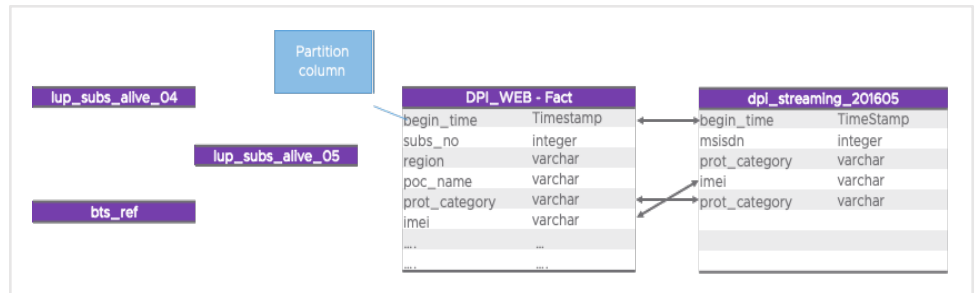 Partition
column
lup_subs_alive_04
lup_subs_alive_05
bts_ref
DPI_WEB - Fact
begin_time Timestamp
subs_no integer
region varchar
poc_name varchar
prot_category varchar
imei varchar
.... ...
.... ....
dpi_streaming_201605
begin_time TimeStamp
msisdn integer
prot_category varchar
imei varchar
prot_category varchar